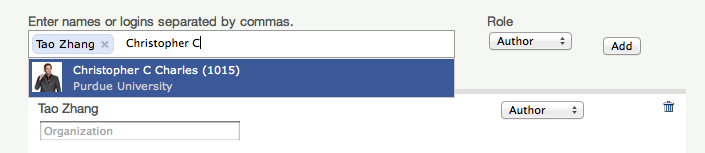 Enter names or logins separated by commas.
Role
Tao Zhang × Christopher C
Author
Add
Christopher C Charles (1015)
Purdue University
Tao Zhang
Author
Organization